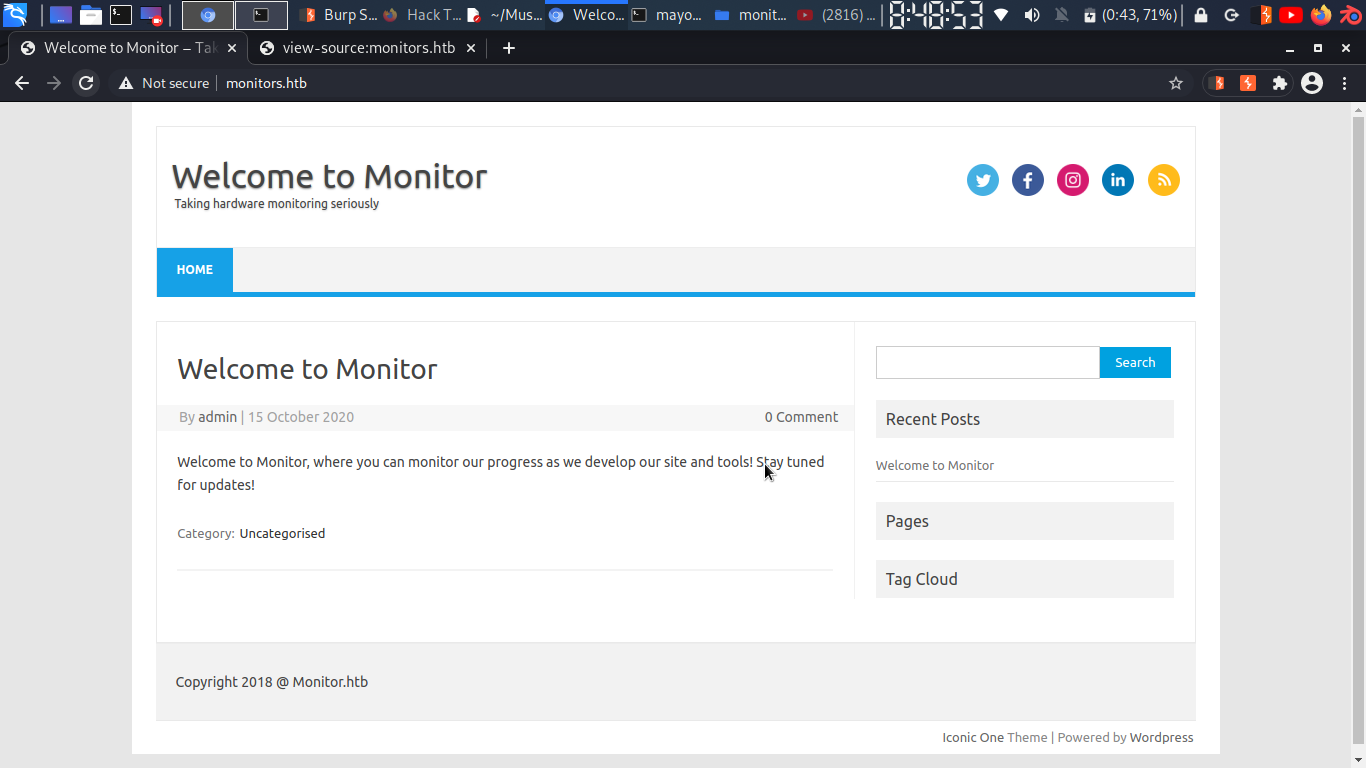 Burp S...
Hack T...
~/Mus...
Welco...
mayo...
monit...
(2816) ...
8:48:53
(0:43, 71%)
Welcome to Monitor – Tak
view-source:monitors.htb
Not secure
monitors.htb
Welcome to Monitor
Taking hardware monitoring seriously
in
HOME
Welcome to Monitor
By admin | 15 October 2020
0 Comment
Welcome to Monitor, where you can monitor our progress as we develop our site and tools! Stay tuned
for updates!
Category: Uncategorised
Search
Recent Posts
Welcome to Monitor
Pages
Tag Cloud
Copyright 2018 @ Monitor.htb
Iconic One Theme | Powered by Wordpress